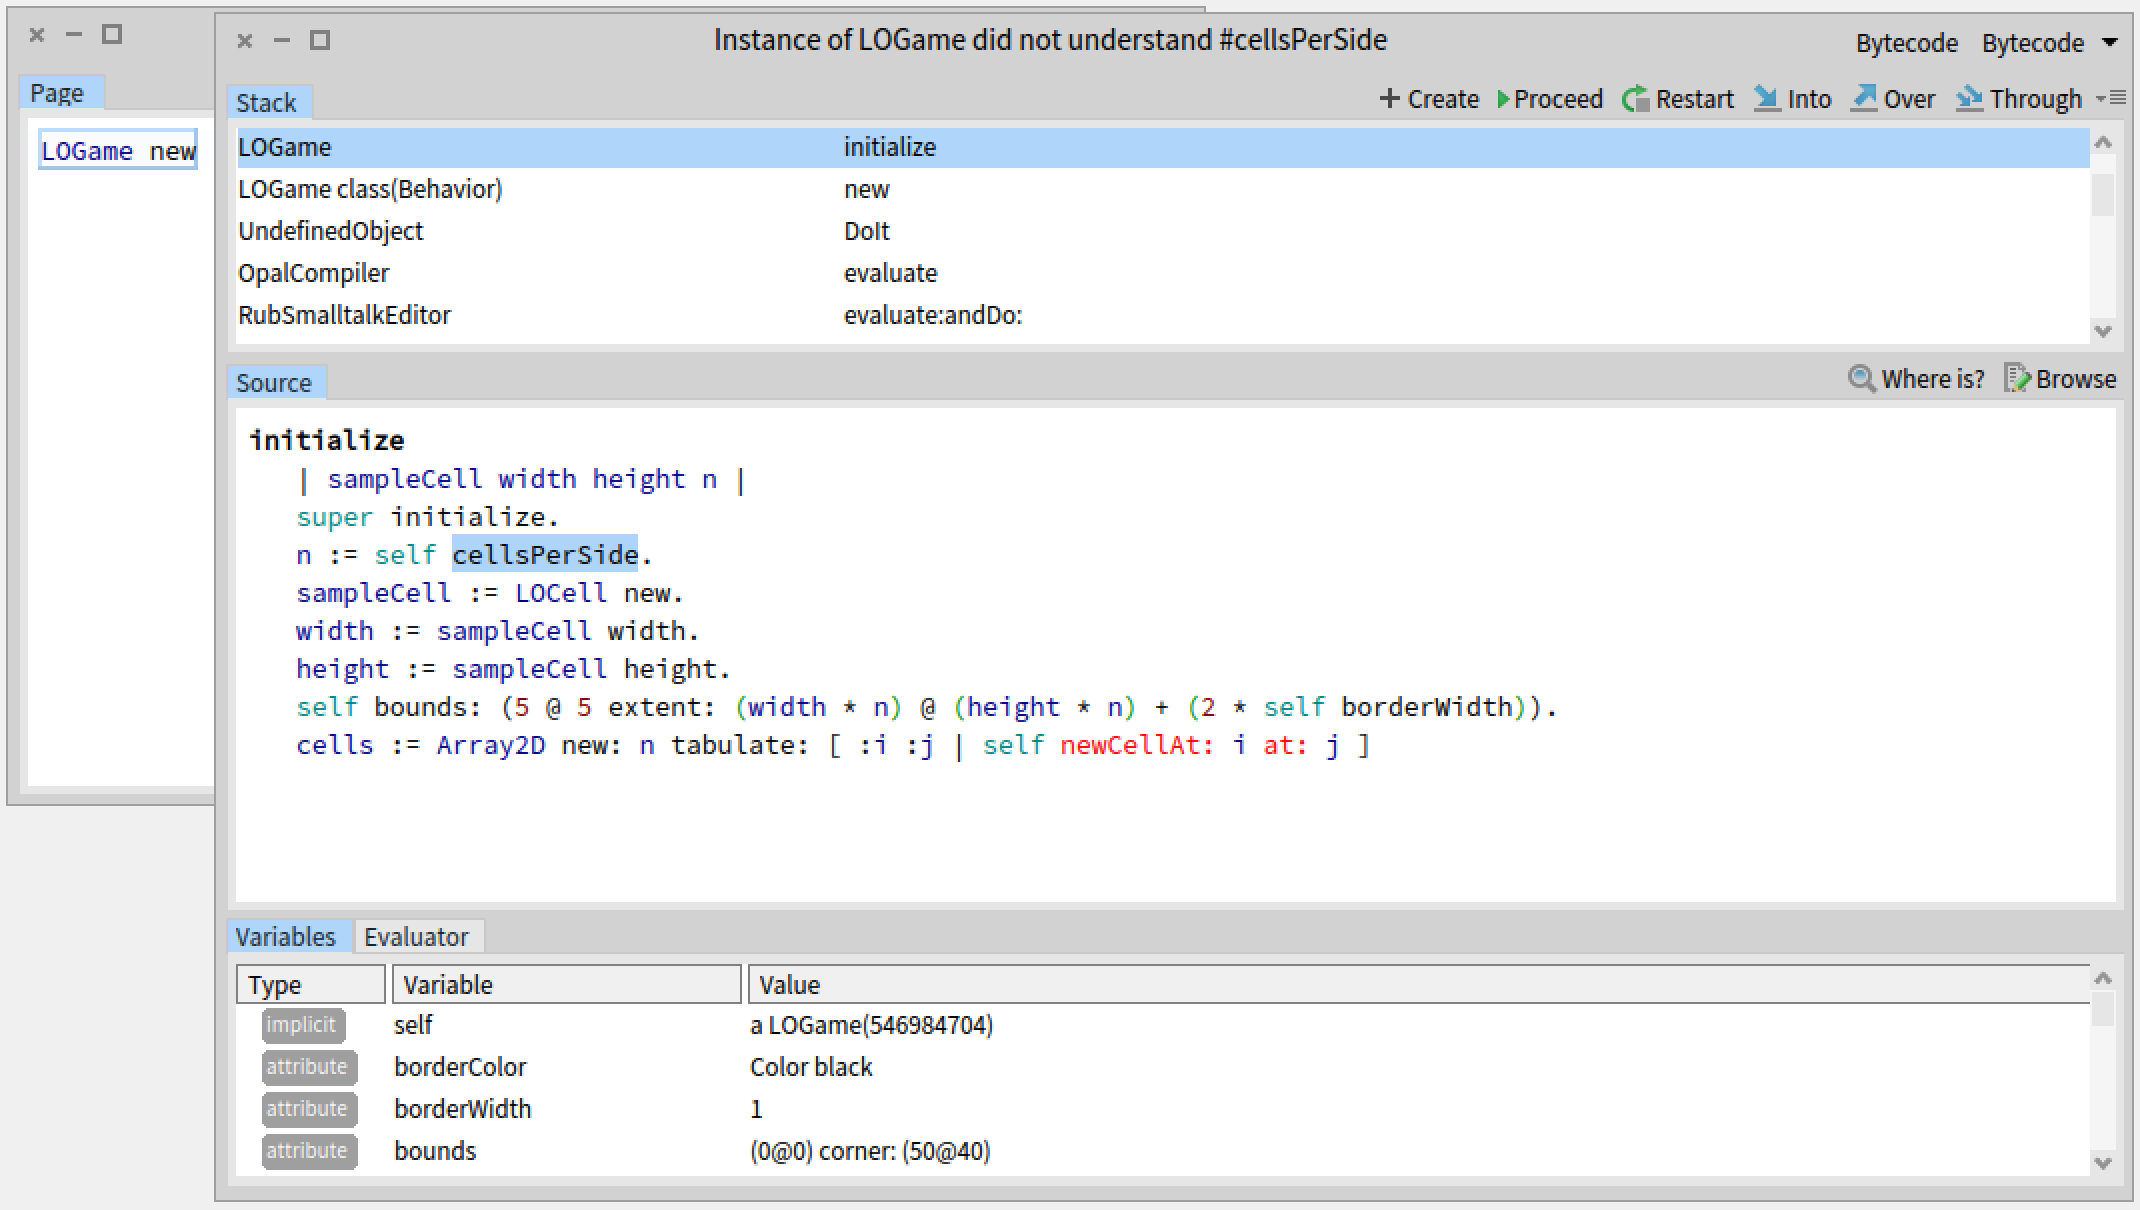 Page
LOGame new
Instance of LOGame did not understand #cellsPerSide
Bytecode Bytecode
Stack
Create Proceed Restart Into Over Through
LOGame initialize
LOGame class(Behavior) new
UndefinedObject DoIt
OpalCompiler evaluate
RubSmalltalkEditor evaluate:andDo:
Source
Where is? Browse
initialize
| sampleCell width height n |
super initialize.
n := self cellsPerSide.
sampleCell := LOCell new.
width := sampleCell width.
height := sampleCell height.
self bounds: (5 @ 5 extent: (width * n) @ (height * n) + (2 * self borderWidth)).
cells := Array2D new: n tabulate: [ :i :j | self newCellAt: i at: j ]
Variables Evaluator
Type Variable Value
implicit self a LOGame(546984704)
attribute borderColor Color black
attribute borderWidth 1
attribute bounds (0@0) corner: (50@40)